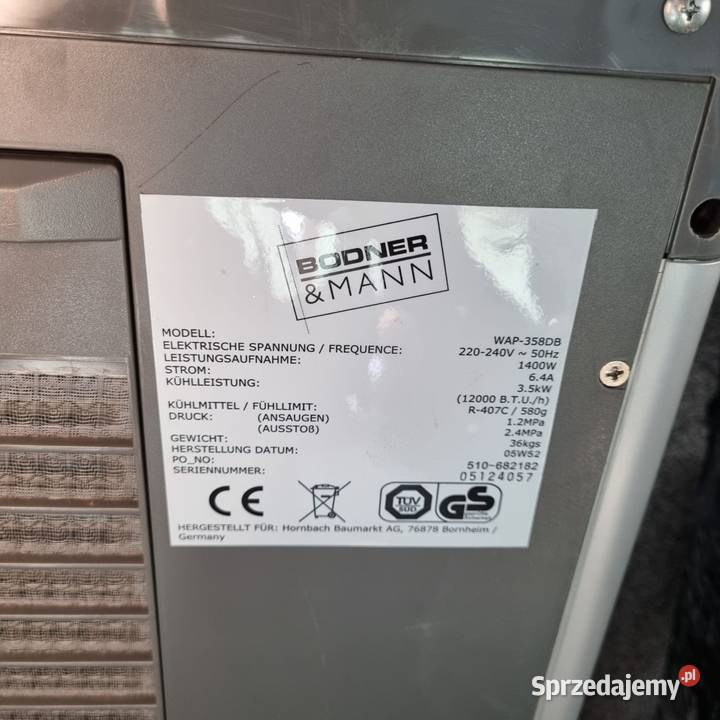 BODNER
& MANN
MODELL: WAP-358DB
ELEKTRISCHE SPANNUNG / FREQUENCE: 220-240V ~ 50Hz
LEISTUNGSAUFNAHME: 1400W
STROM: 6.4A
KÜHLLEISTUNG: 3.5kW
(12000 B.T.U./h)
KÜHLMITTEL / FÜHLLIMIT: R-407C / 580g
DRUCK: (ANSAUGEN) 1.2MPa
(AUSSTOß) 2.4MPa
GEWICHT: 36kgs
HERSTELLUNG DATUM: 05W52
PO_NO: 510-682182
SERIENNUMMER: 05124057
CE
TÜV
SÜD
GS
HERGESTELLT FÜR: Hornbach Baumarkt AG, 76878 Bornheim /
Germany
Sprzedajemy.pl